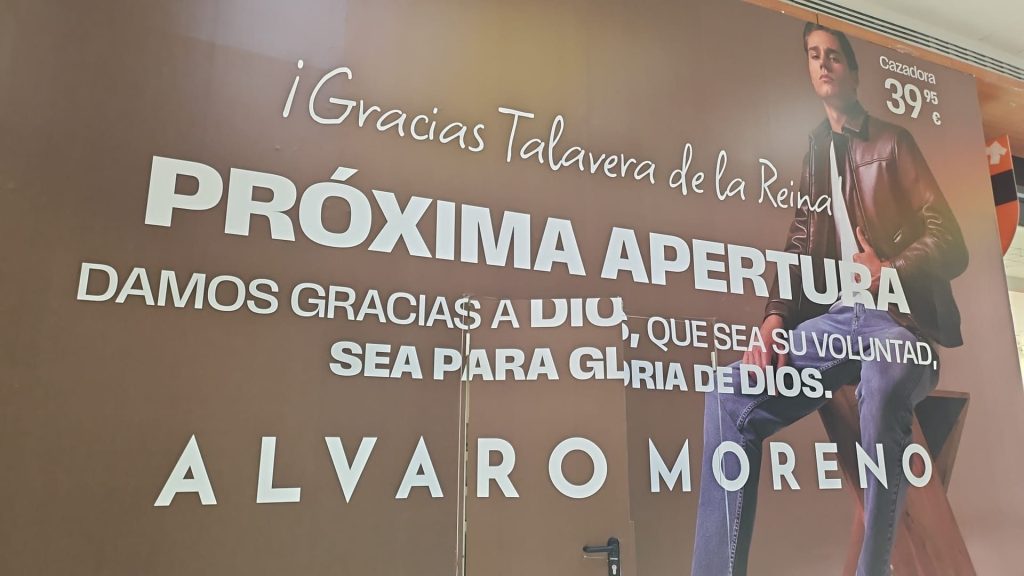 ¡Gracias Talavera de la Reina!
Cazadora
39 95 €
PRÓXIMA APERTURA
DAMOS GRACIAS A DIOS, QUE SEA SU VOLUNTAD,
SEA PARA GLORIA DE DIOS.
ALVARO MORENO